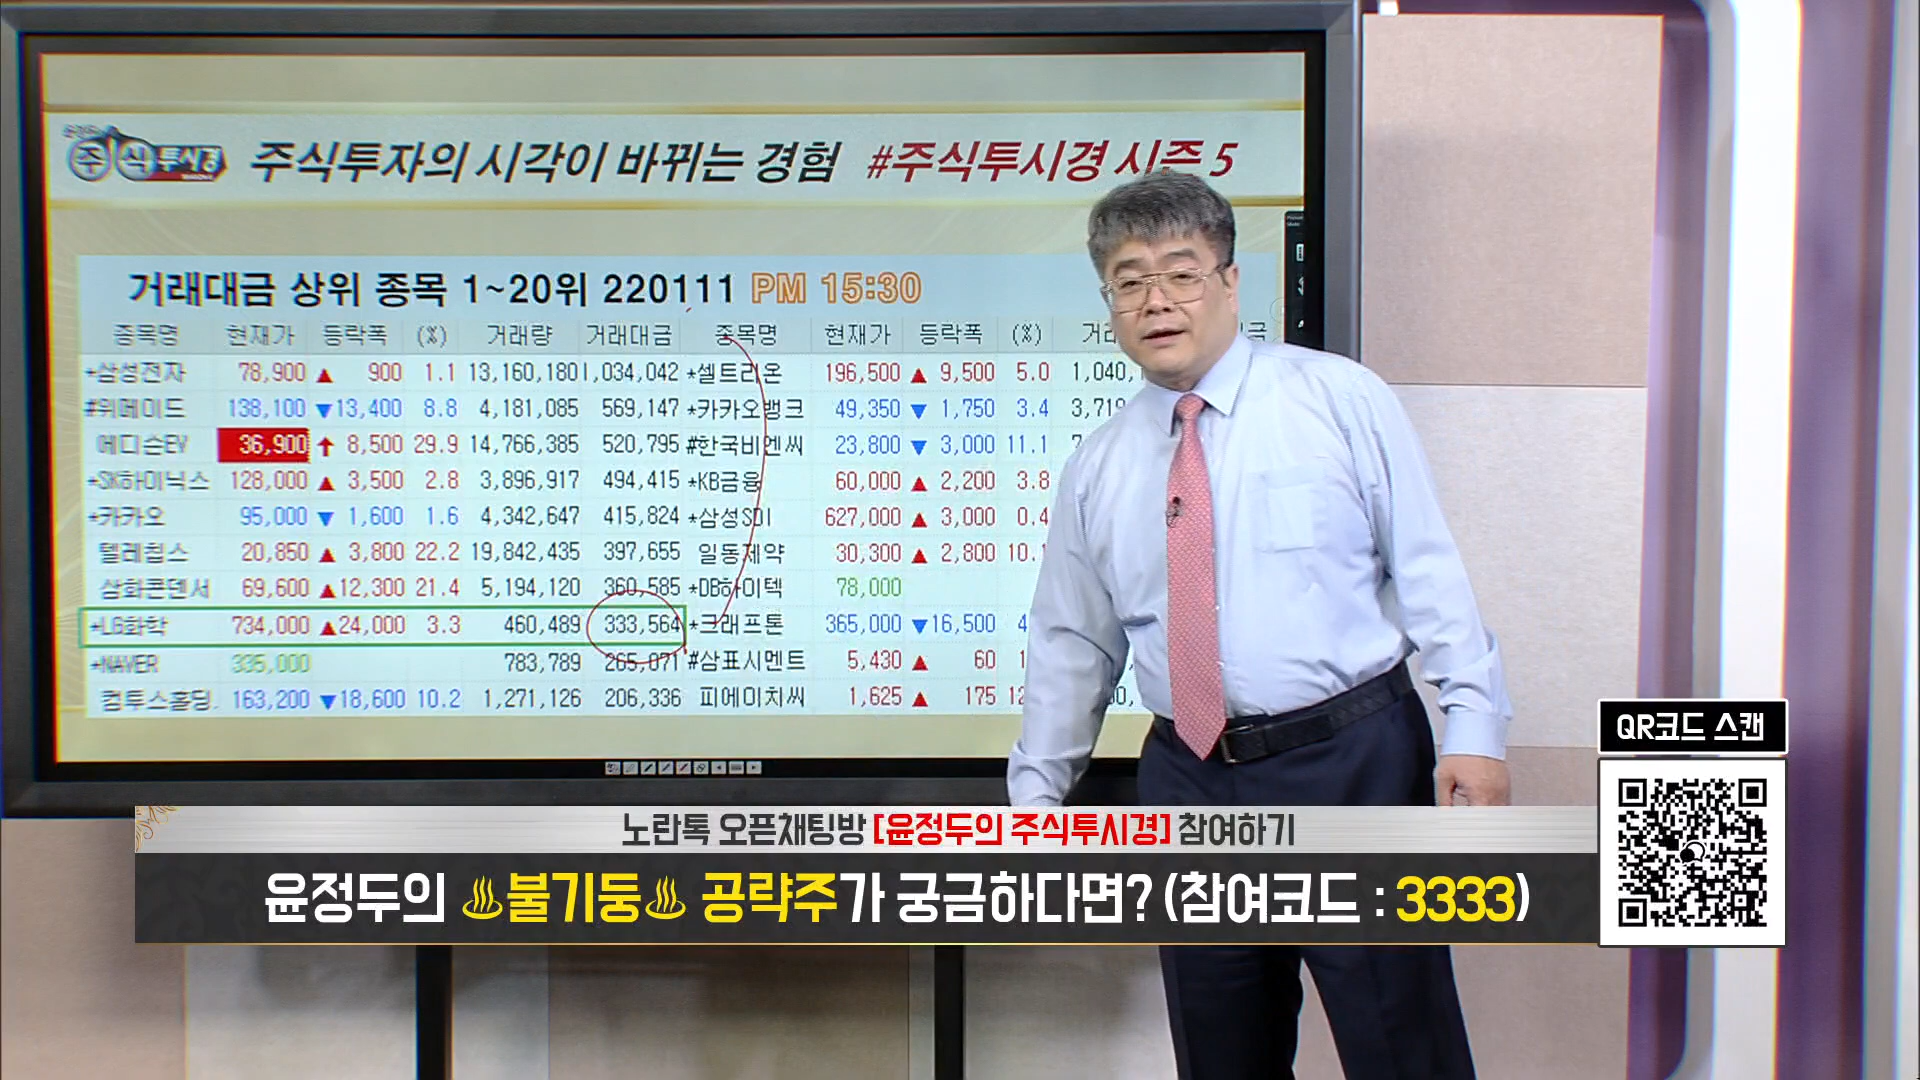 주식투시경
주식투자의 시각이 바뀌는 경험 #주식투시경 시즌 5
거래대금 상위 종목 1~20위 220111 PM 15:30
종목명 현재가 등락폭 (%) 거래량 거래대금 종목명 현재가 등락폭 (%)
*삼성전자 78,900 ▲ 900 1.1 13,160,180 1,034,042 *셀트리온 196,500 ▲ 9,500 5.0
#위메이드 138,100 ▼ 13,400 8.8 4,181,085 569,147 *카카오뱅크 49,350 ▼ 1,750 3.4
에디슨EV 36,900 ↑ 8,500 29.9 14,766,385 520,795 #한국비엔씨 23,800 ▼ 3,000 11.1
*SK하이닉스 128,000 ▲ 3,500 2.8 3,896,917 494,415 *KB금융 60,000 ▲ 2,200 3.8
*카카오 95,000 ▼ 1,600 1.6 4,342,647 415,824 *삼성SDI 627,000 ▲ 3,000 0.4
텔레칩스 20,850 ▲ 3,800 22.2 19,842,435 397,655 일동제약 30,300 ▲ 2,800 10.1
삼화콘덴서 69,600 ▲ 12,300 21.4 5,194,120 360,585 *DB하이텍 78,000
*LG화학 734,000 ▲ 24,000 3.3 460,489 333,564 *크래프톤 365,000 ▼ 16,500
*NAVER 335,000 783,789 265,071 #삼표시멘트 5,430 ▲ 60
컴투스홀딩. 163,200 ▼ 18,600 10.2 1,271,126 206,336 피에이치씨 1,625 ▲ 175
QR코드 스캔
노란톡 오픈채팅방 [윤정두의 주식투시경] 참여하기
윤정두의 ♨불기둥♨ 공략주가 궁금하다면? (참여코드 : 3333)